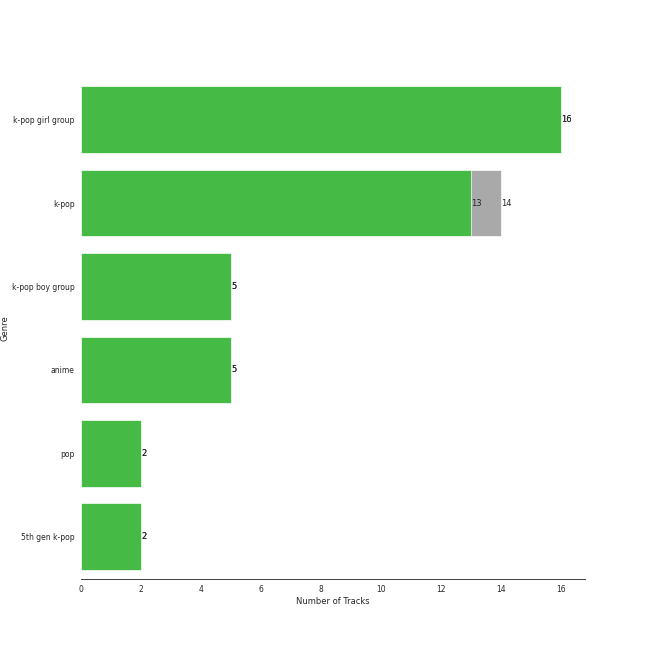 k-pop girl group
16
k-pop
13
14
k-pop boy group
5
Genre
anime
5
pop
2
5th gen k-pop
2
0 2 4 6 8 10 12 14 16
Number of Tracks